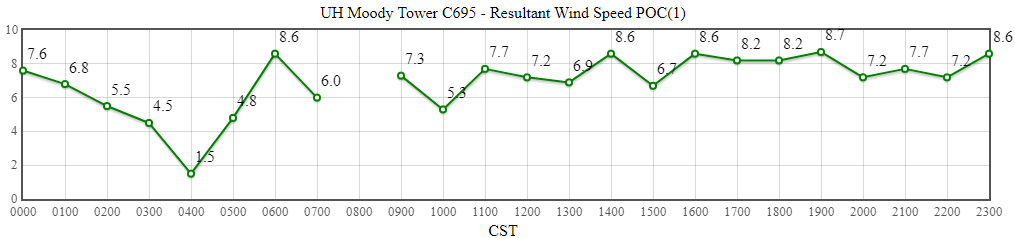 UH Moody Tower C695 - Resultant Wind Speed POC(1)
10
8
6
4
2
0
7.6 6.8 5.5 4.5 1.5 4.8 8.6 6.0 7.3 5.3 7.7 7.2 6.9 8.6 6.7 8.6 8.2 8.2 8.7 7.2 7.7 7.2 8.6
0000 0100 0200 0300 0400 0500 0600 0700 0800 0900 1000 1100 1200 1300 1400 1500 1600 1700 1800 1900 2000 2100 2200 2300
CST